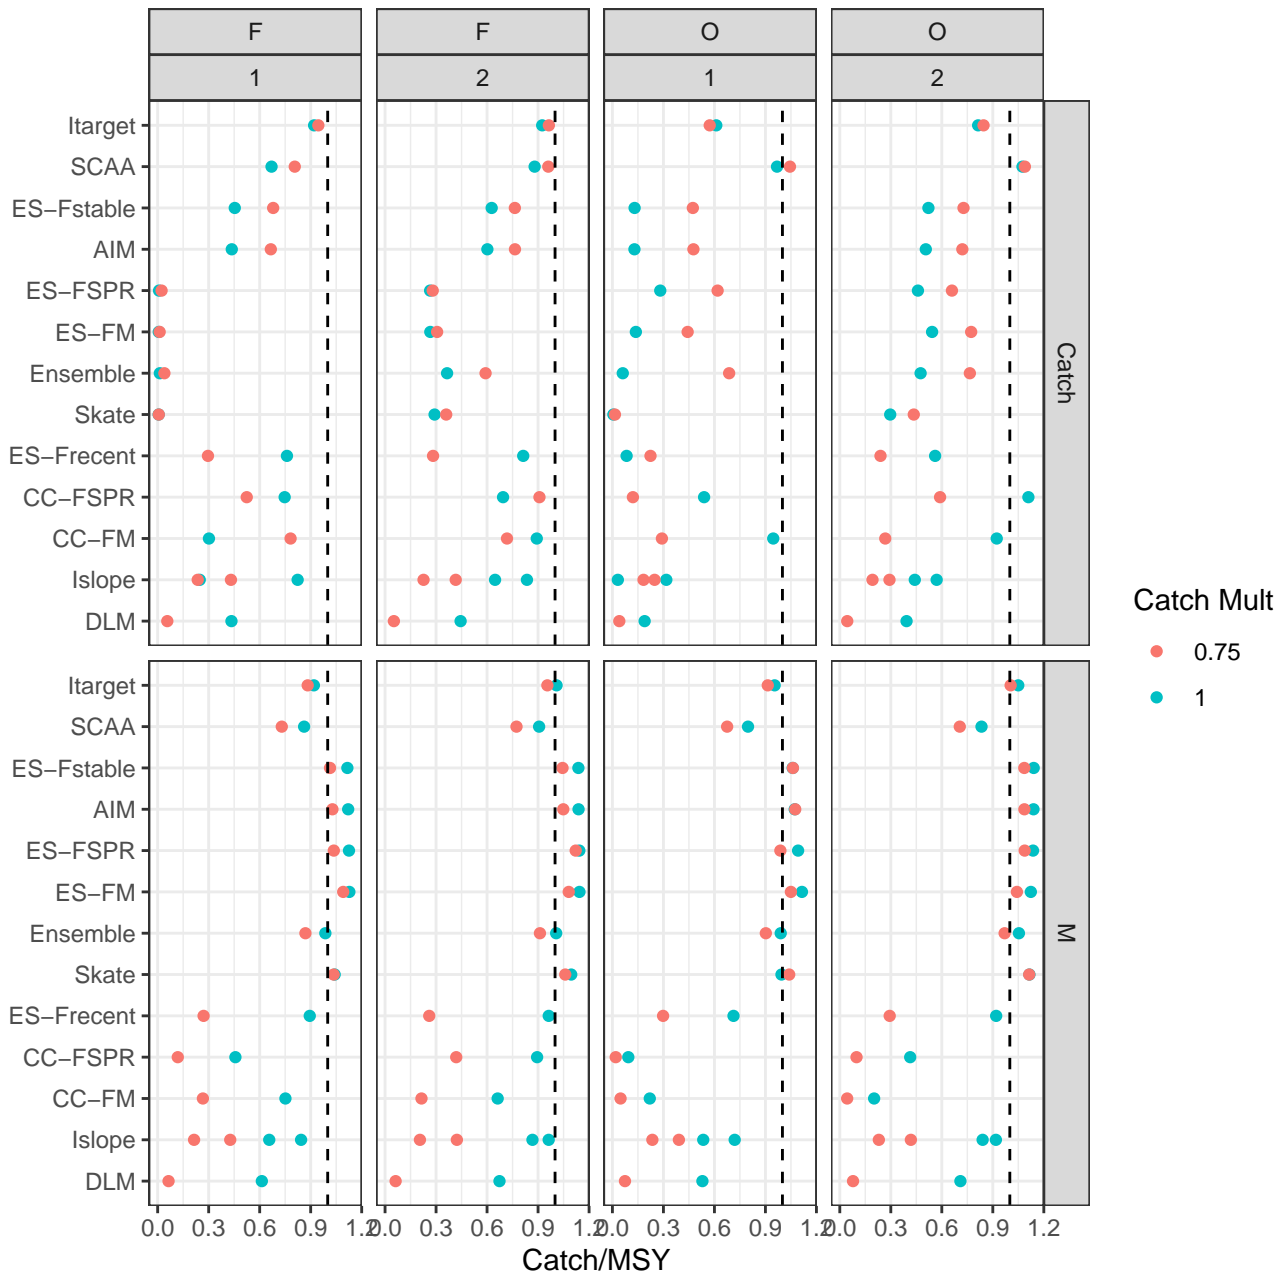 F F O O
1 2 1 2
Itarget
SCAA
ES−Fstable
AIM
ES−FSPR
ES−FM
Ensemble
Skate
ES−Frecent
CC−FSPR
CC−FM
Islope
DLM
Catch
Itarget
SCAA
ES−Fstable
AIM
ES−FSPR
ES−FM
Ensemble
Skate
ES−Frecent
CC−FSPR
CC−FM
Islope
DLM
M
0.0 0.3 0.6 0.9 1.2 0.0 0.3 0.6 0.9 1.2 0.0 0.3 0.6 0.9 1.2 0.0 0.3 0.6 0.9 1.2
Catch/MSY
Catch Mult
0.75
1